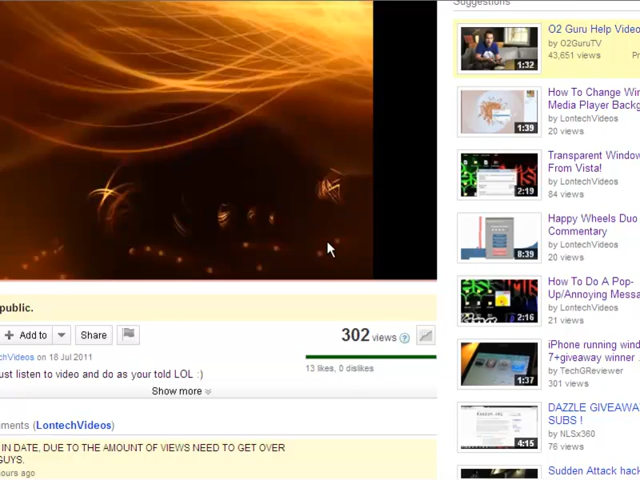 Suggestions
O2 Guru Help Video
by O2GuruTV
43,651 views
1:32
How To Change Win
Media Player Backg
by LontechVideos
20 views
1:39
Transparent Window
From Vista!
by LontechVideos
84 views
2:19
Happy Wheels Duo
Commentary
by LontechVideos
20 views
8:39
How To Do A Pop-
Up/Annoying Messa
by LontechVideos
21 views
2:16
iPhone running wind
7+giveaway winner
by TechGReviewer
301 views
1:37
DAZZLE GIVEAWA
SUBS !
by NLSx360
76 views
4:15
Sudden Attack hack
public.
Add to
Share
302 views
chVideos on 18 Jul 2011
13 likes, 0 dislikes
ust listen to video and do as your told LOL :)
Show more
ments (LontechVideos)
IN DATE, DUE TO THE AMOUNT OF VIEWS NEED TO GET OVER
GUYS.
ours ago